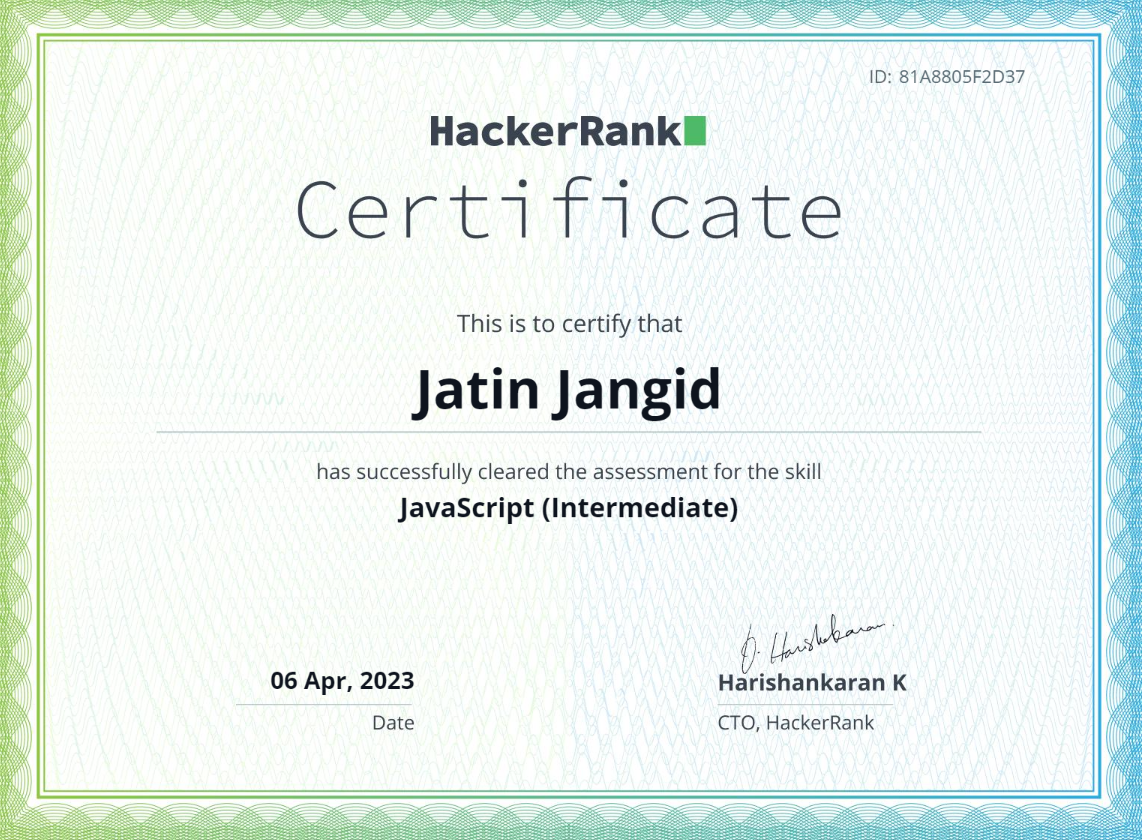 ID: 81A8805F2D37
HackerRank
Certificate
This is to certify that
Jatin Jangid
has successfully cleared the assessment for the skill
JavaScript (Intermediate)
J. Harishankaran
06 Apr, 2023
Harishankaran K
Date
CTO, HackerRank